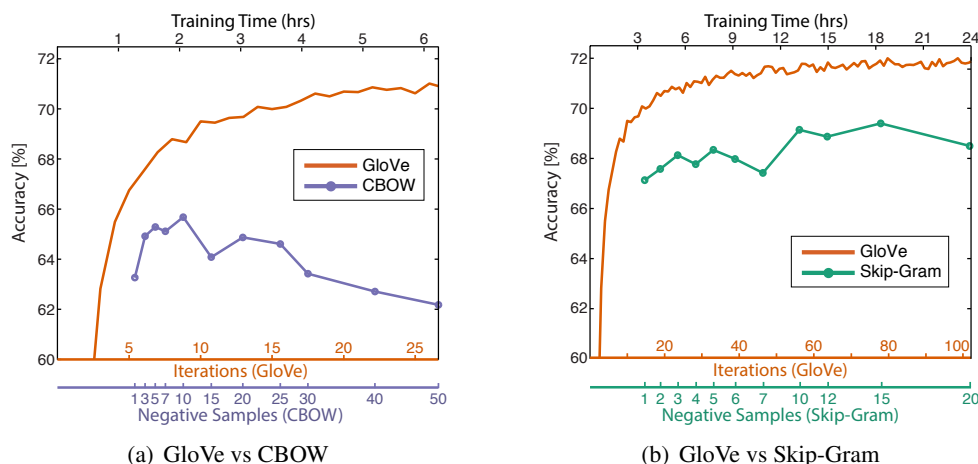 Training Time (hrs)
1 2 3 4 5 6
72
70
68
66
64
62
60
Accuracy [%]
GloVe
CBOW
5 10 15 20 25
Iterations (GloVe)
1 3 5 7 10 15 20 25 30 40 50
Negative Samples (CBOW)
(a) GloVe vs CBOW
Training Time (hrs)
3 6 9 12 15 18 21 24
72
70
68
66
64
62
60
Accuracy [%]
GloVe
Skip-Gram
20 40 60 80 100
Iterations (GloVe)
1 2 3 4 5 6 7 10 12 15 20
Negative Samples (Skip-Gram)
(b) GloVe vs Skip-Gram